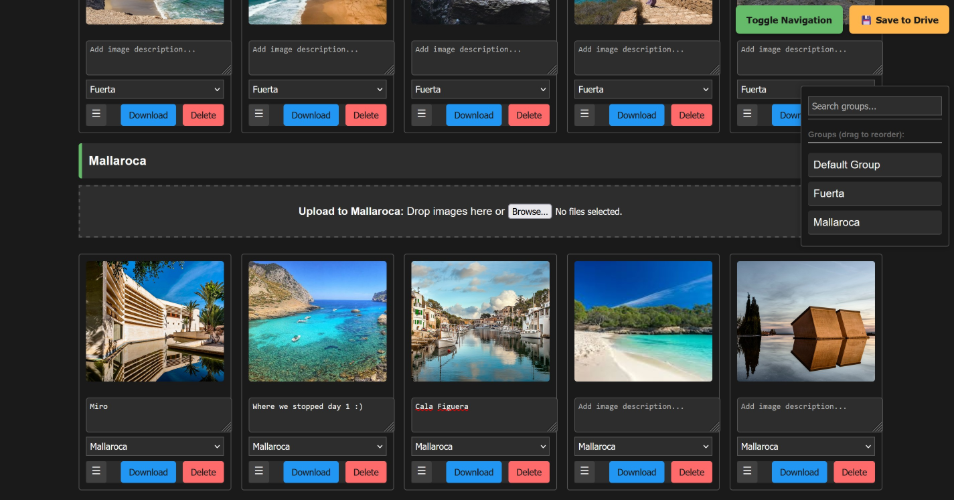 Toggle Navigation
💾 Save to Drive
Add image description...
Add image description...
Add image description...
Add image description...
Add image description...
Fuerta
Fuerta
Fuerta
Fuerta
Fuerta
☰ Download Delete
☰ Download Delete
☰ Download Delete
☰ Download Delete
☰ Down
Search groups...
Groups (drag to reorder):
Default Group
Fuerta
Mallaroca
Mallaroca
Upload to Mallaroca: Drop images here or Browse... No files selected.
Miro
Where we stopped day 1 :)
Cala Figuera
Add image description...
Add image description...
Mallaroca
Mallaroca
Mallaroca
Mallaroca
Mallaroca
☰ Download Delete
☰ Download Delete
☰ Download Delete
☰ Download Delete
☰ Download Delete